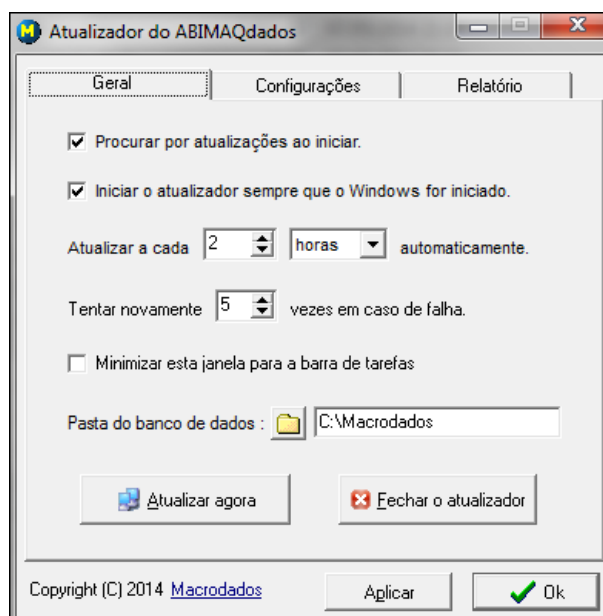 Atualizador do ABIMAQdados
Geral Configurações Relatório
Procurar por atualizações ao iniciar.
Iniciar o atualizador sempre que o Windows for iniciado.
Atualizar a cada 2 horas automaticamente.
Tentar novamente 5 vezes em caso de falha.
Minimizar esta janela para a barra de tarefas
Pasta do banco de dados : C:\Macrodados
Atualizar agora Fechar o atualizador
Copyright (C) 2014 Macrodados Aplicar Ok